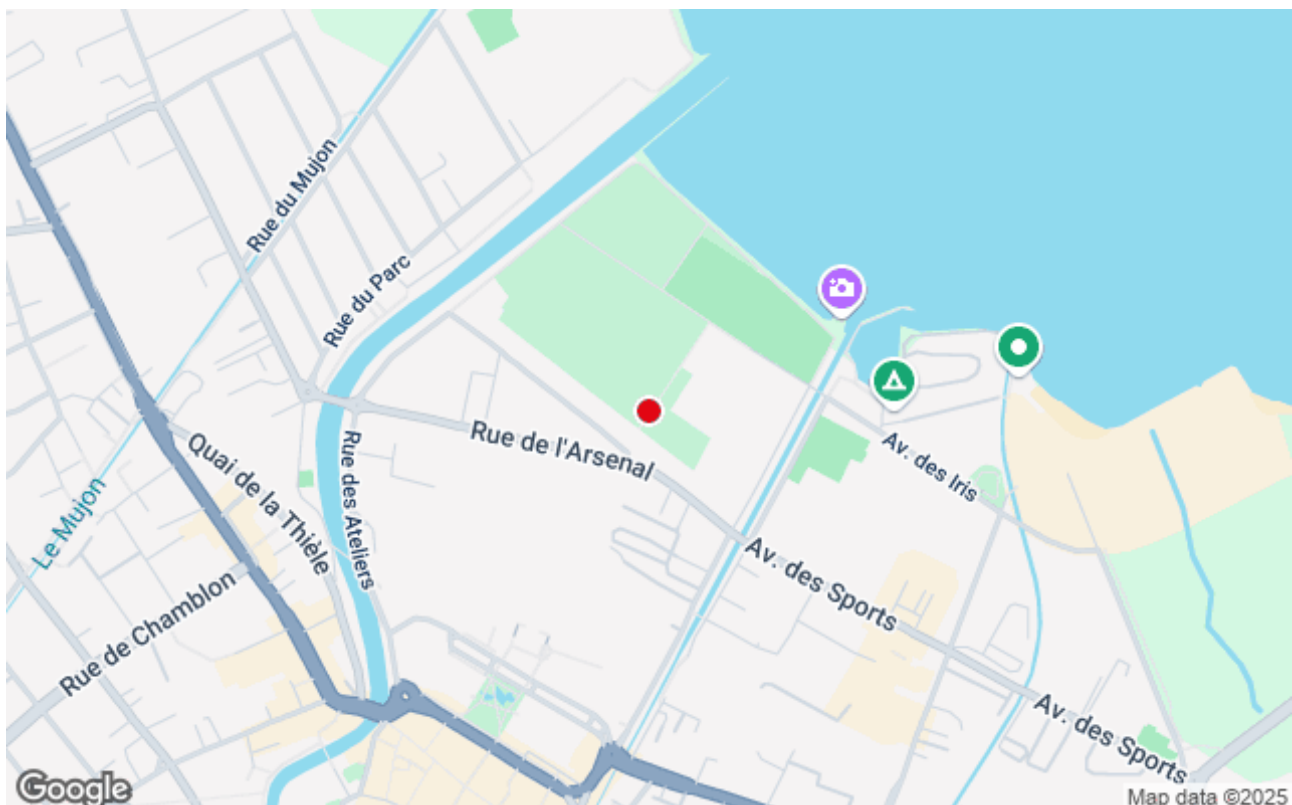 Rue du Mujon
Rue du Parc
Rue de l'Arsenal
Av. des Iris
Quai de la Thièle
Rue des Ateliers
Le Mujon
Av. des Sports
Rue de Chamblon
Av. des Sports
Google
Map data ©2025